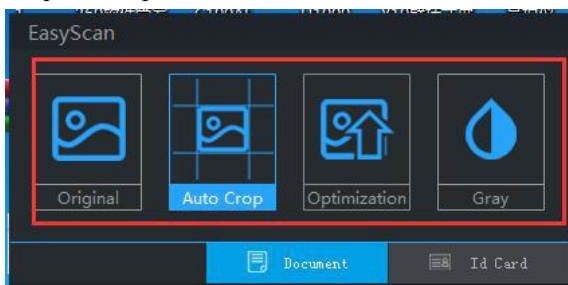 EasyScan
Original
Auto Crop
Optimization
Gray
Document
Id Card